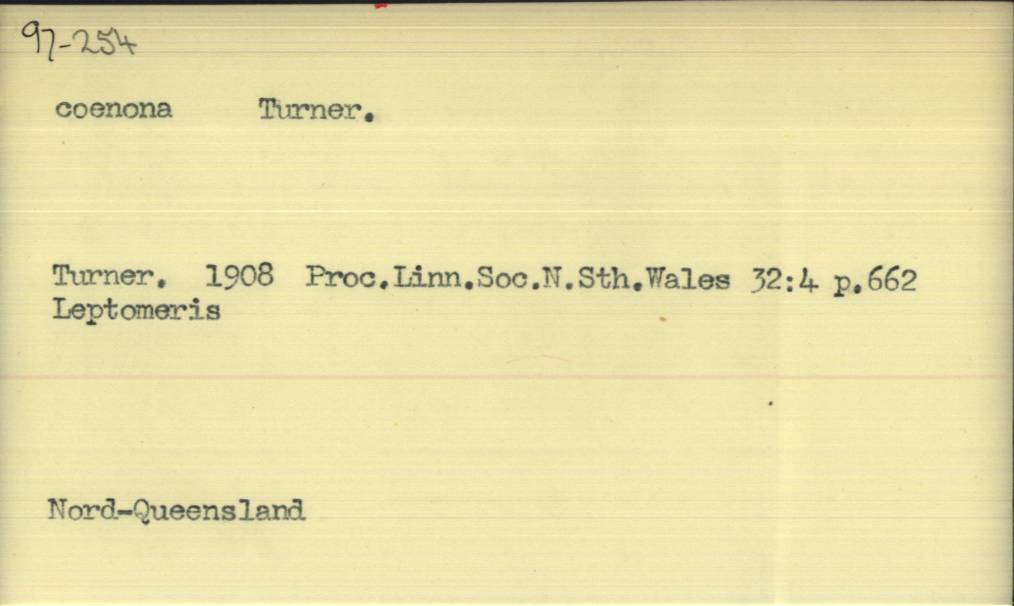 97-254
coenona Turner.
Turner. 1908 Proc.Linn.Soc.N.Sth.Wales 32:4 p.662
Leptomeris
Nord-Queensland